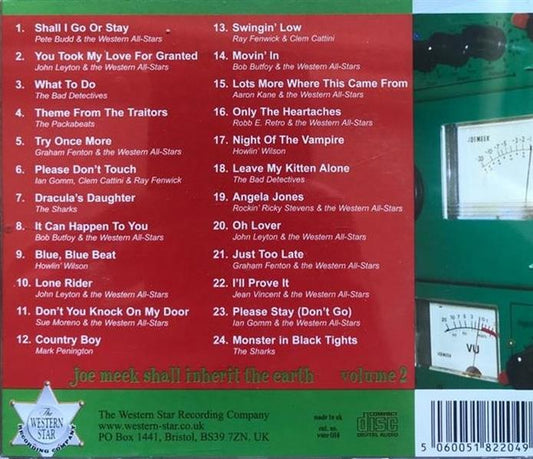 1. Shall I Go or Stay
Pete Budd & the Western All-Stars
2. You Took My Love For Granted
John Leyton & the Western All-Stars
3. What To Do
The Bad Detectives
4. Theme From The Traitors
The Packabeats
5. Try Once More
Graham Fenton & the Western All-Stars
6. Please Don't Touch
Ian Gomm, Clem Cattini & Ray Fenwick
7. Dracula's Daughter
The Sharks
8. It Can Happen To You
Bob Butfoy & the Western All-Stars
9. Blue, Blue Beat
Howlin' Wilson
10. Lone Rider
John Leyton & the Western All-Stars
11. Don't You Knock On My Door
Sue Moreno & the Western All-Stars
12. Country Boy
Mark Penington
13. Swingin' Low
Ray Fenwick & Clem Cattini
14. Movin' In
Bob Butfoy & the Western All-Stars
15. Lots More Where This Came From
Aaron Kane & the Western All-Stars
16. Only The Heartaches
Robb E. Retro & the Western All-Stars
17. Night Of The Vampire
Howlin' Wilson
18. Leave My Kitten Alone
The Bad Detectives
19. Angela Jones
Rockin' Ricky Stevens & the Western All-Stars
20. Oh Lover
John Leyton & the Western All-Stars
21. Just Too Late
Graham Fenton & the Western All-Stars
22. I'll Prove It
Jean Vincent & the Western All-Stars
23. Please Stay (Don't Go)
Ian Gomm & the Western All-Stars
24. Monster in Black Tights
The Sharks
JOEMEEK
VU
joe meek shall inherit the earth volume 2
The
WESTERN
STAR
RECORDING COMPANY
The Western Star Recording Company
www.western-star.co.uk
PO Box 1441, Bristol, BS39 7ZN. UK
made in uk
cat. no.
COMPACT
disc
DIGITAL AUDIO
5 060051 822049